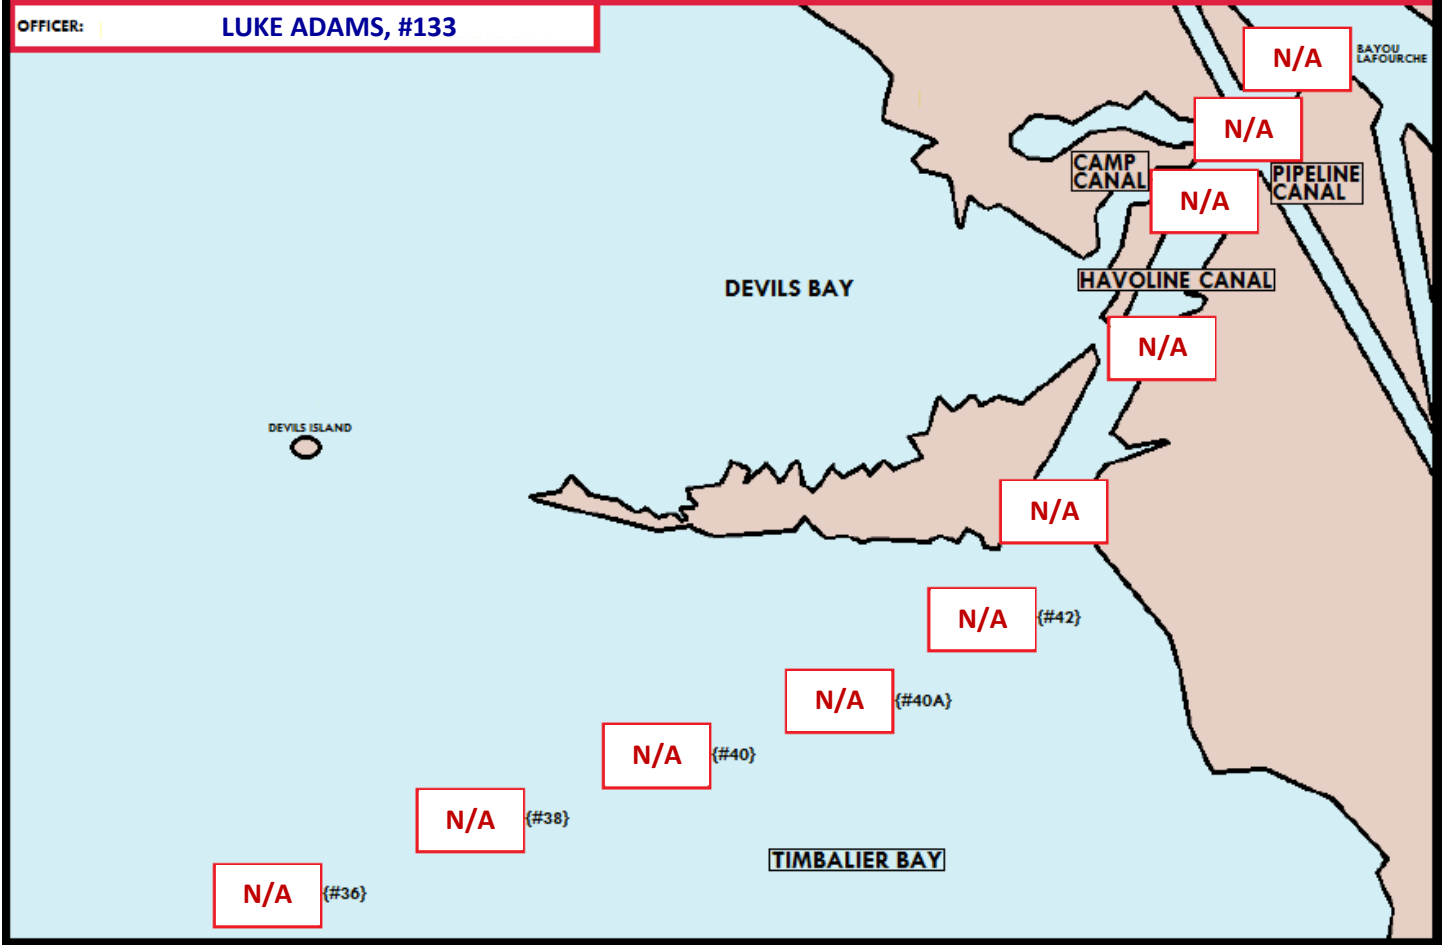 OFFICER: LUKE ADAMS, #133
N/A
BAYOU
LAFOURCHE
N/A
CAMP
CANAL
PIPELINE
CANAL
N/A
HAVOLINE CANAL
DEVILS BAY
N/A
DEVILS ISLAND
N/A
N/A {#42}
N/A {#40A}
N/A {#40}
N/A {#38}
TIMBALIER BAY
N/A {#36}